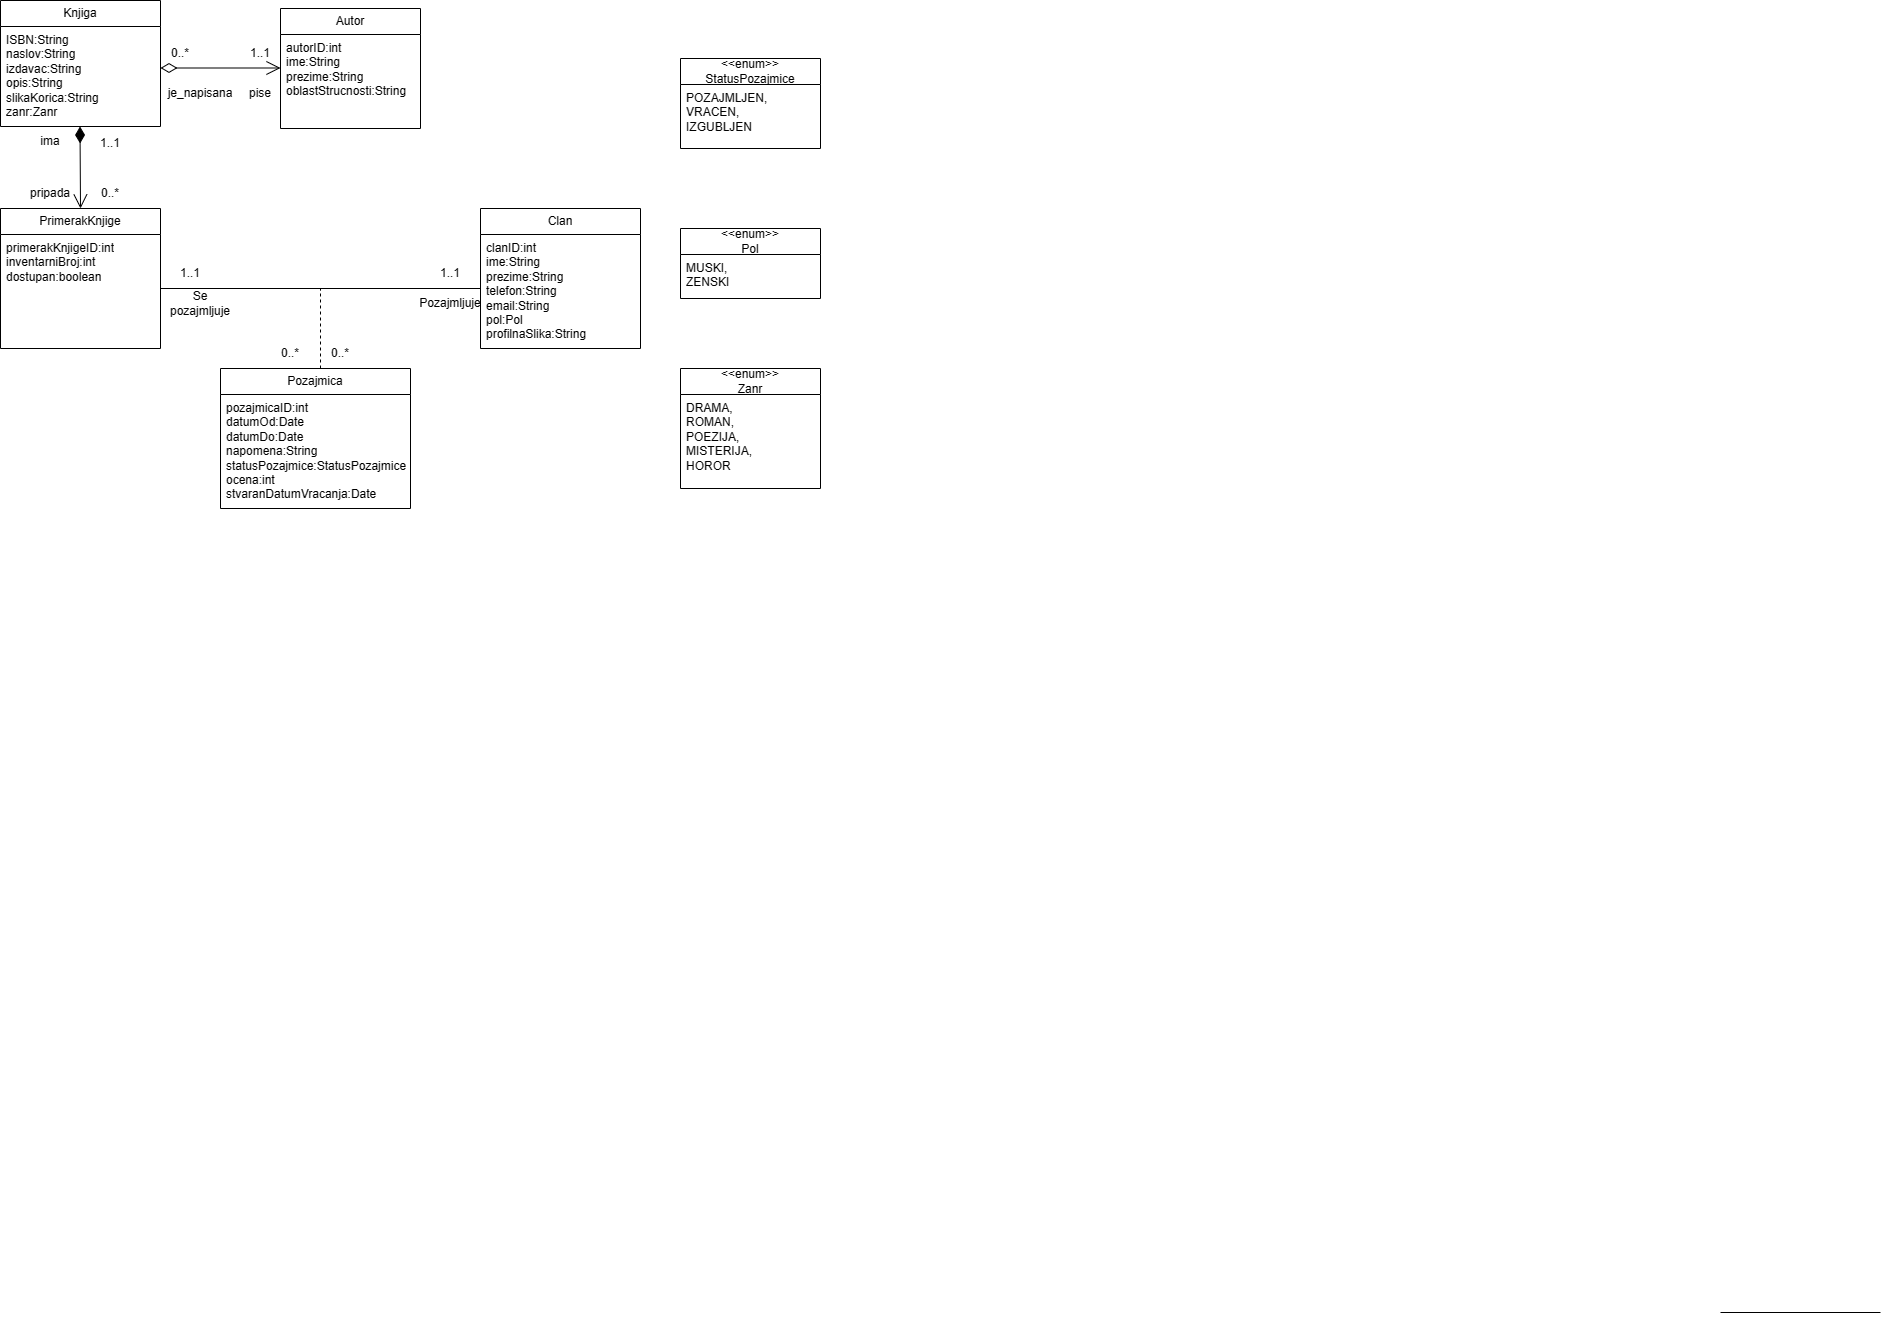 Knjiga
ISBN:String
naslov:String
izdavac:String
opis:String
slikaKorica:String
zanr:Zanr
0..*
1..1
je_napisana
pise
Autor
autorID:int
ime:String
prezime:String
oblastStrucnosti:String
ima
1..1
pripada
0..*
PrimerakKnjige
primerakKnjigeID:int
inventarniBroj:int
dostupan:boolean
1..1
Se
pozajmljuje
1..1
Pozajmljuje
Clan
clanID:int
ime:String
prezime:String
telefon:String
email:String
pol:Pol
profilnaSlika:String
0..*
0..*
Pozajmica
pozajmicaID:int
datumOd:Date
datumDo:Date
napomena:String
statusPozajmice:StatusPozajmice
ocena:int
stvaranDatumVracanja:Date
<<enum>>
StatusPozajmice
POZAJMLJEN,
VRACEN,
IZGUBLJEN
<<enum>>
Pol
MUSKI,
ZENSKI
<<enum>>
Zanr
DRAMA,
ROMAN,
POEZIJA,
MISTERIJA,
HOROR